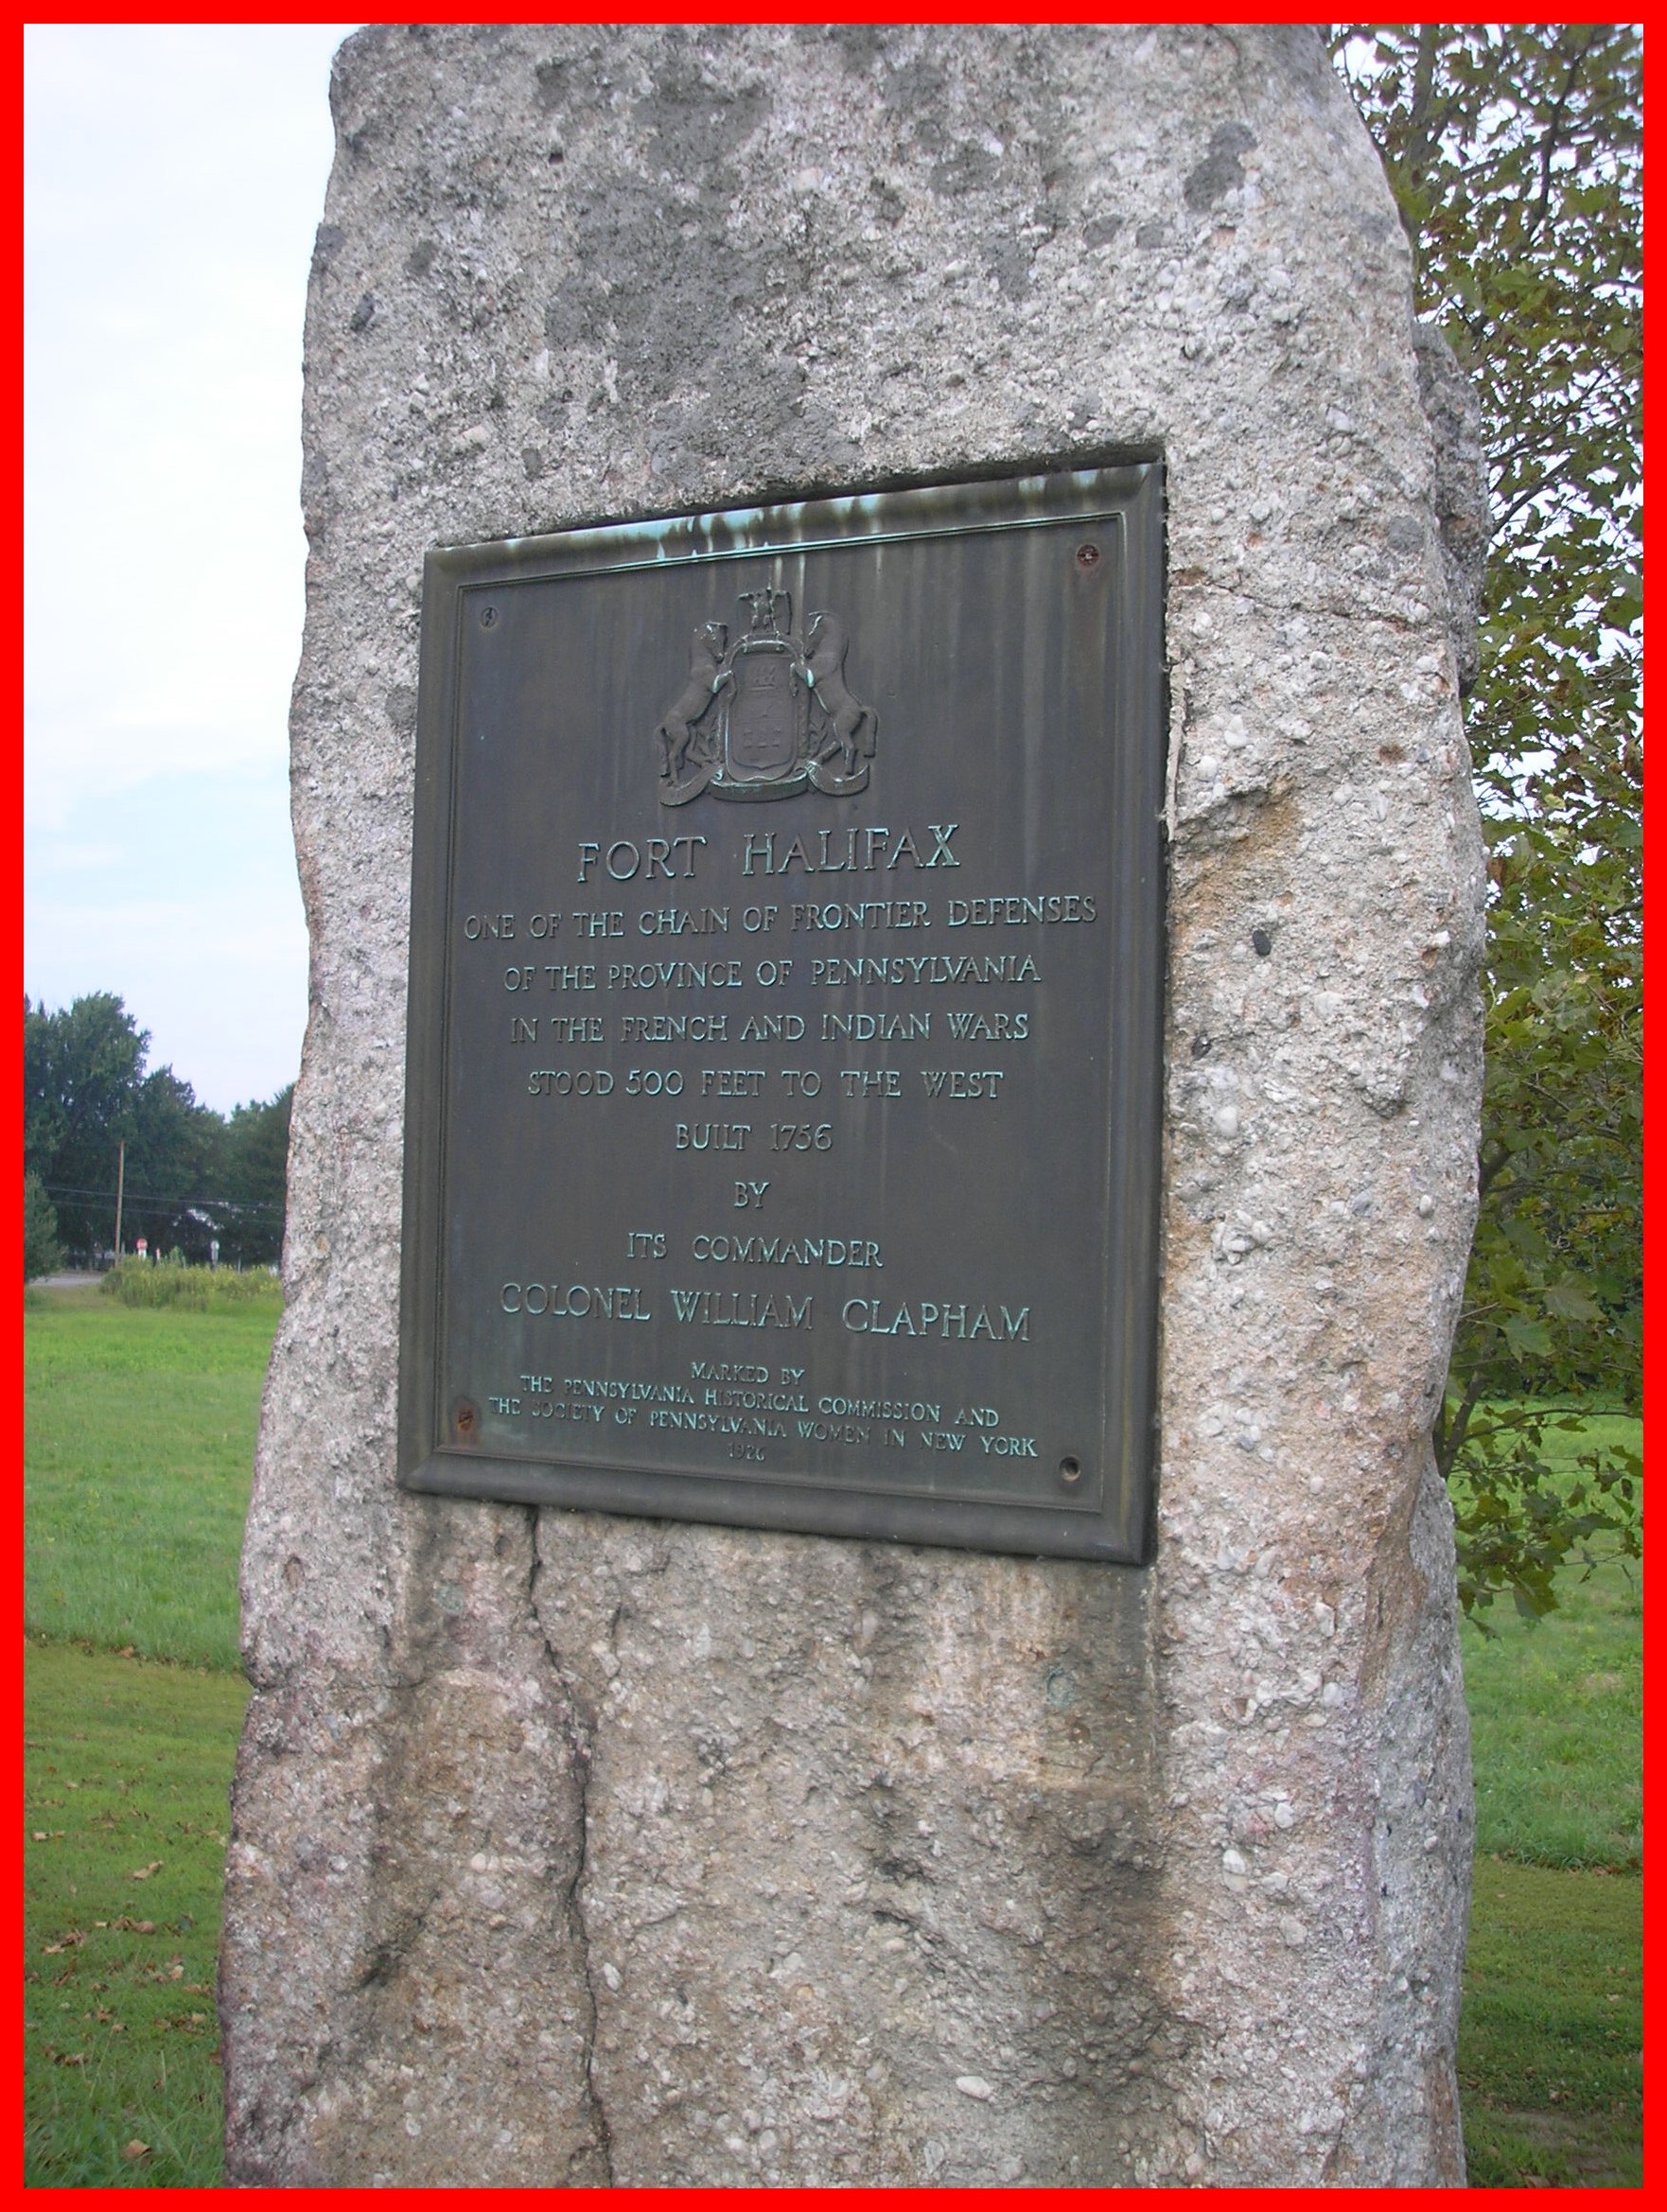 FORT HALIFAX
ONE OF THE CHAIN OF FRONTIER DEFENSES
OF THE PROVINCE OF PENNSYLVANIA
IN THE FRENCH AND INDIAN WARS
STOOD 500 FEET TO THE WEST
BUILT 1756
BY
ITS COMMANDER
COLONEL WILLIAM CLAPHAM
MARKED BY
THE PENNSYLVANIA HISTORICAL COMMISSION AND
THE SOCIETY OF PENNSYLVANIA WOMEN IN NEW YORK
1926